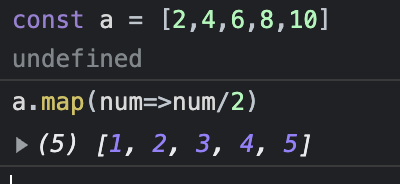 const a = [2,4,6,8,10]
undefined
a.map(num=>num/2)
▶ (5) [1, 2, 3, 4, 5]